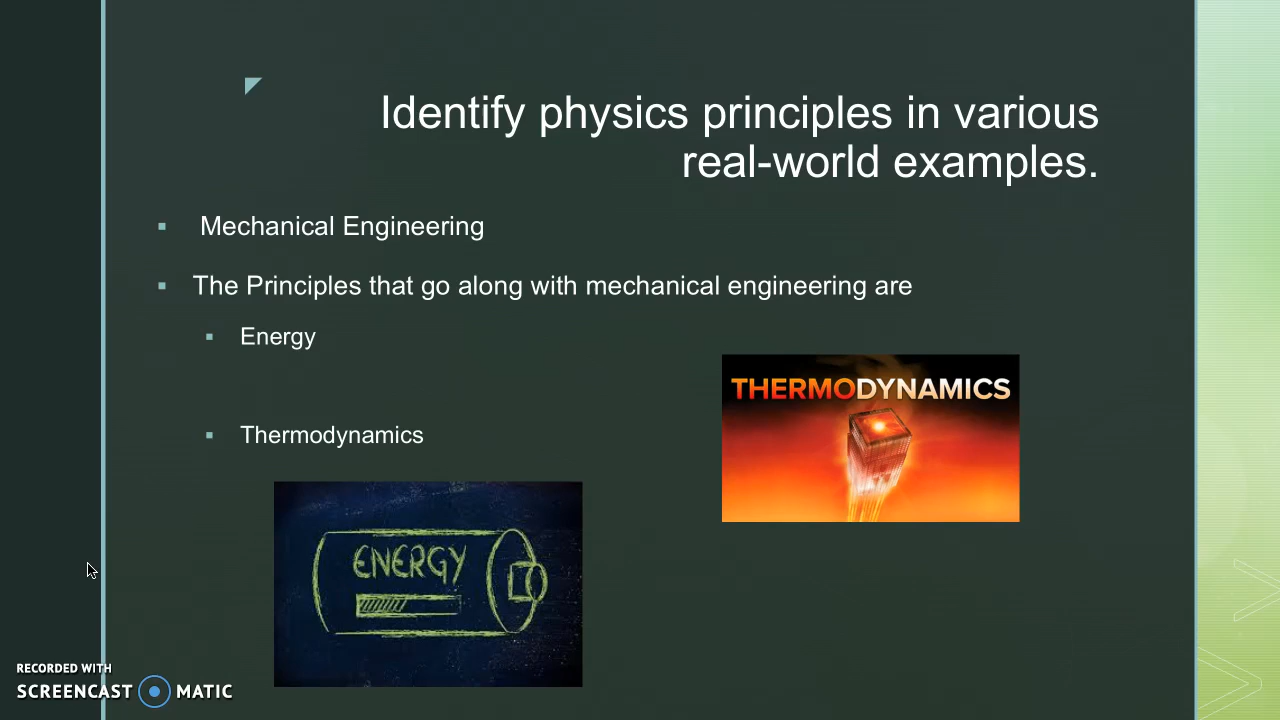 Identify physics principles in various
real-world examples.
Mechanical Engineering
The Principles that go along with mechanical engineering are
Energy
Thermodynamics
THERMODYNAMICS
ENERGY
RECORDED WITH
SCREENCAST MATIC